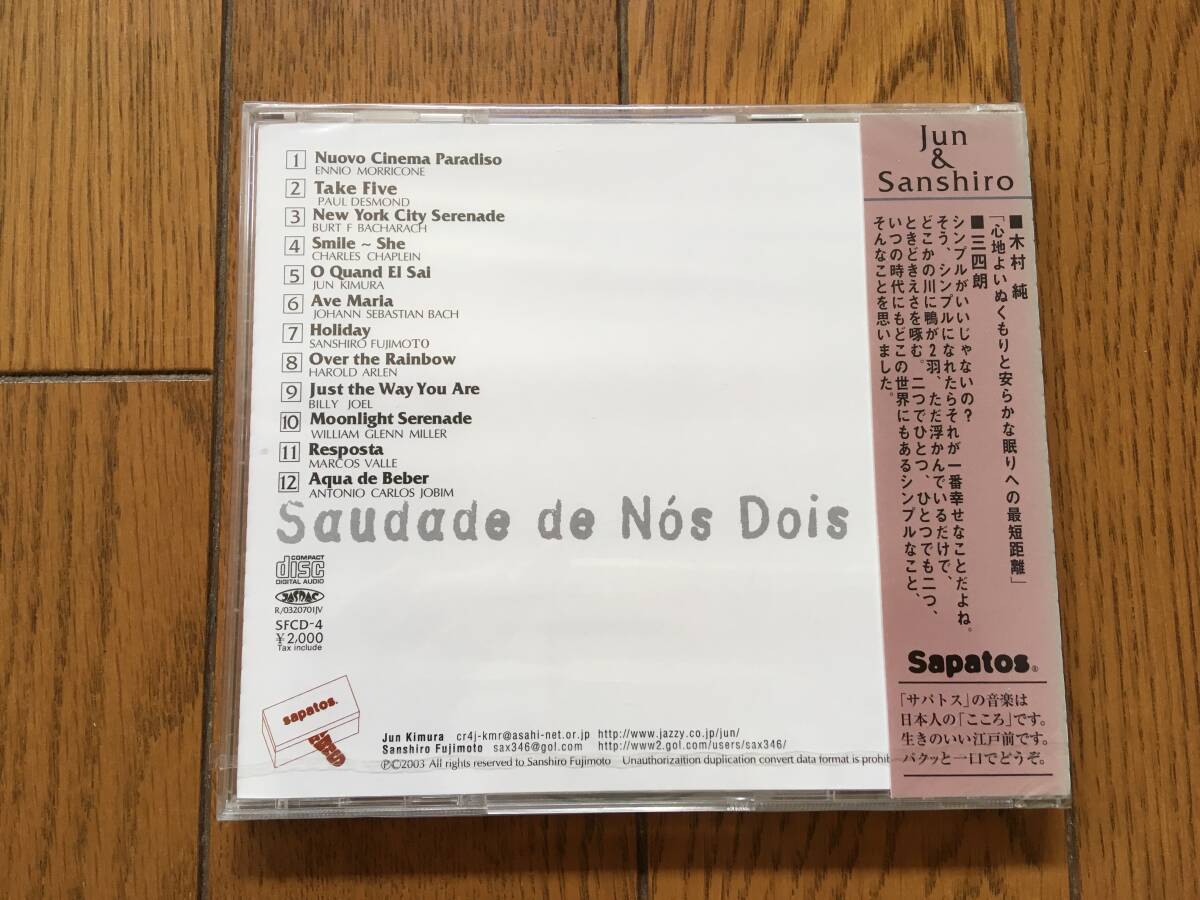 1 Nuovo Cinema Paradiso
ENNIO MORRICONE
2 Take Five
PAUL DESMOND
3 New York City Serenade
BURT F BACHARACH
4 Smile ~ She
CHARLES CHAPLEIN
5 O Quand El Sai
JUN KIMURA
6 Ave Maria
JOHANN SEBASTIAN BACH
7 Holiday
SANSHIRO FUJIMOTO
8 Over the Rainbow
HAROLD ARLEN
9 Just the Way You Are
BILLY JOEL
10 Moonlight Serenade
WILLIAM GLENN MILLER
11 Resposta
MARCOS VALLE
12 Aqua de Beber
ANTONIO CARLOS JOBIM
Saudade de Nós Dois
COMPACT
disc
DIGITAL AUDIO
JASRAC
R/0320701JV
SFCD-4
¥2,000
Tax include
sapatos.
Jun Kimura cr4j-kmr@asahi-net.or.jp http://www.jazzy.co.jp/jun/
Sanshiro Fujimoto sax346@gol.com http://www2.gol.com/users/sax346/
℗©2003 All rights reserved to Sanshiro Fujimoto Unauthorizaition duplication convert data format is prohibi
Jun
&
Sanshiro
■木村 純
「心地よいぬくもりと安らかな眠りへの最短距離」
■三四朗
シンプルがいいじゃないの?
そう、シンプルになれたらそれが一番幸せなことだよね。
どこかの川に鴨が2羽、ただ浮かんでいるだけで、
ときどきえさを啄む。二つでひとつ、ひとつでも二つ、
いつの時代にもどこの世界にもあるシンプルなこと、
そんなことを思いました。
Sapatos®
「サパトス」の音楽は
日本人の「こころ」です。
生きのいい江戸前です。
パクッと一口でどうぞ。